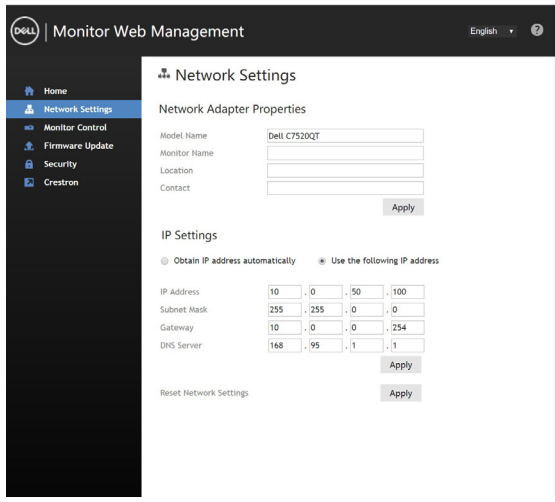 DELL | Monitor Web Management
English
?
Home
Network Settings
Monitor Control
Firmware Update
Security
Crestron
Network Settings
Network Adapter Properties
Model Name Dell C7520QT
Monitor Name
Location
Contact
Apply
IP Settings
Obtain IP address automatically Use the following IP address
IP Address 10 . 0 . 50 . 100
Subnet Mask 255 . 255 . 0 . 0
Gateway 10 . 0 . 0 . 254
DNS Server 168 . 95 . 1 . 1
Apply
Reset Network Settings Apply